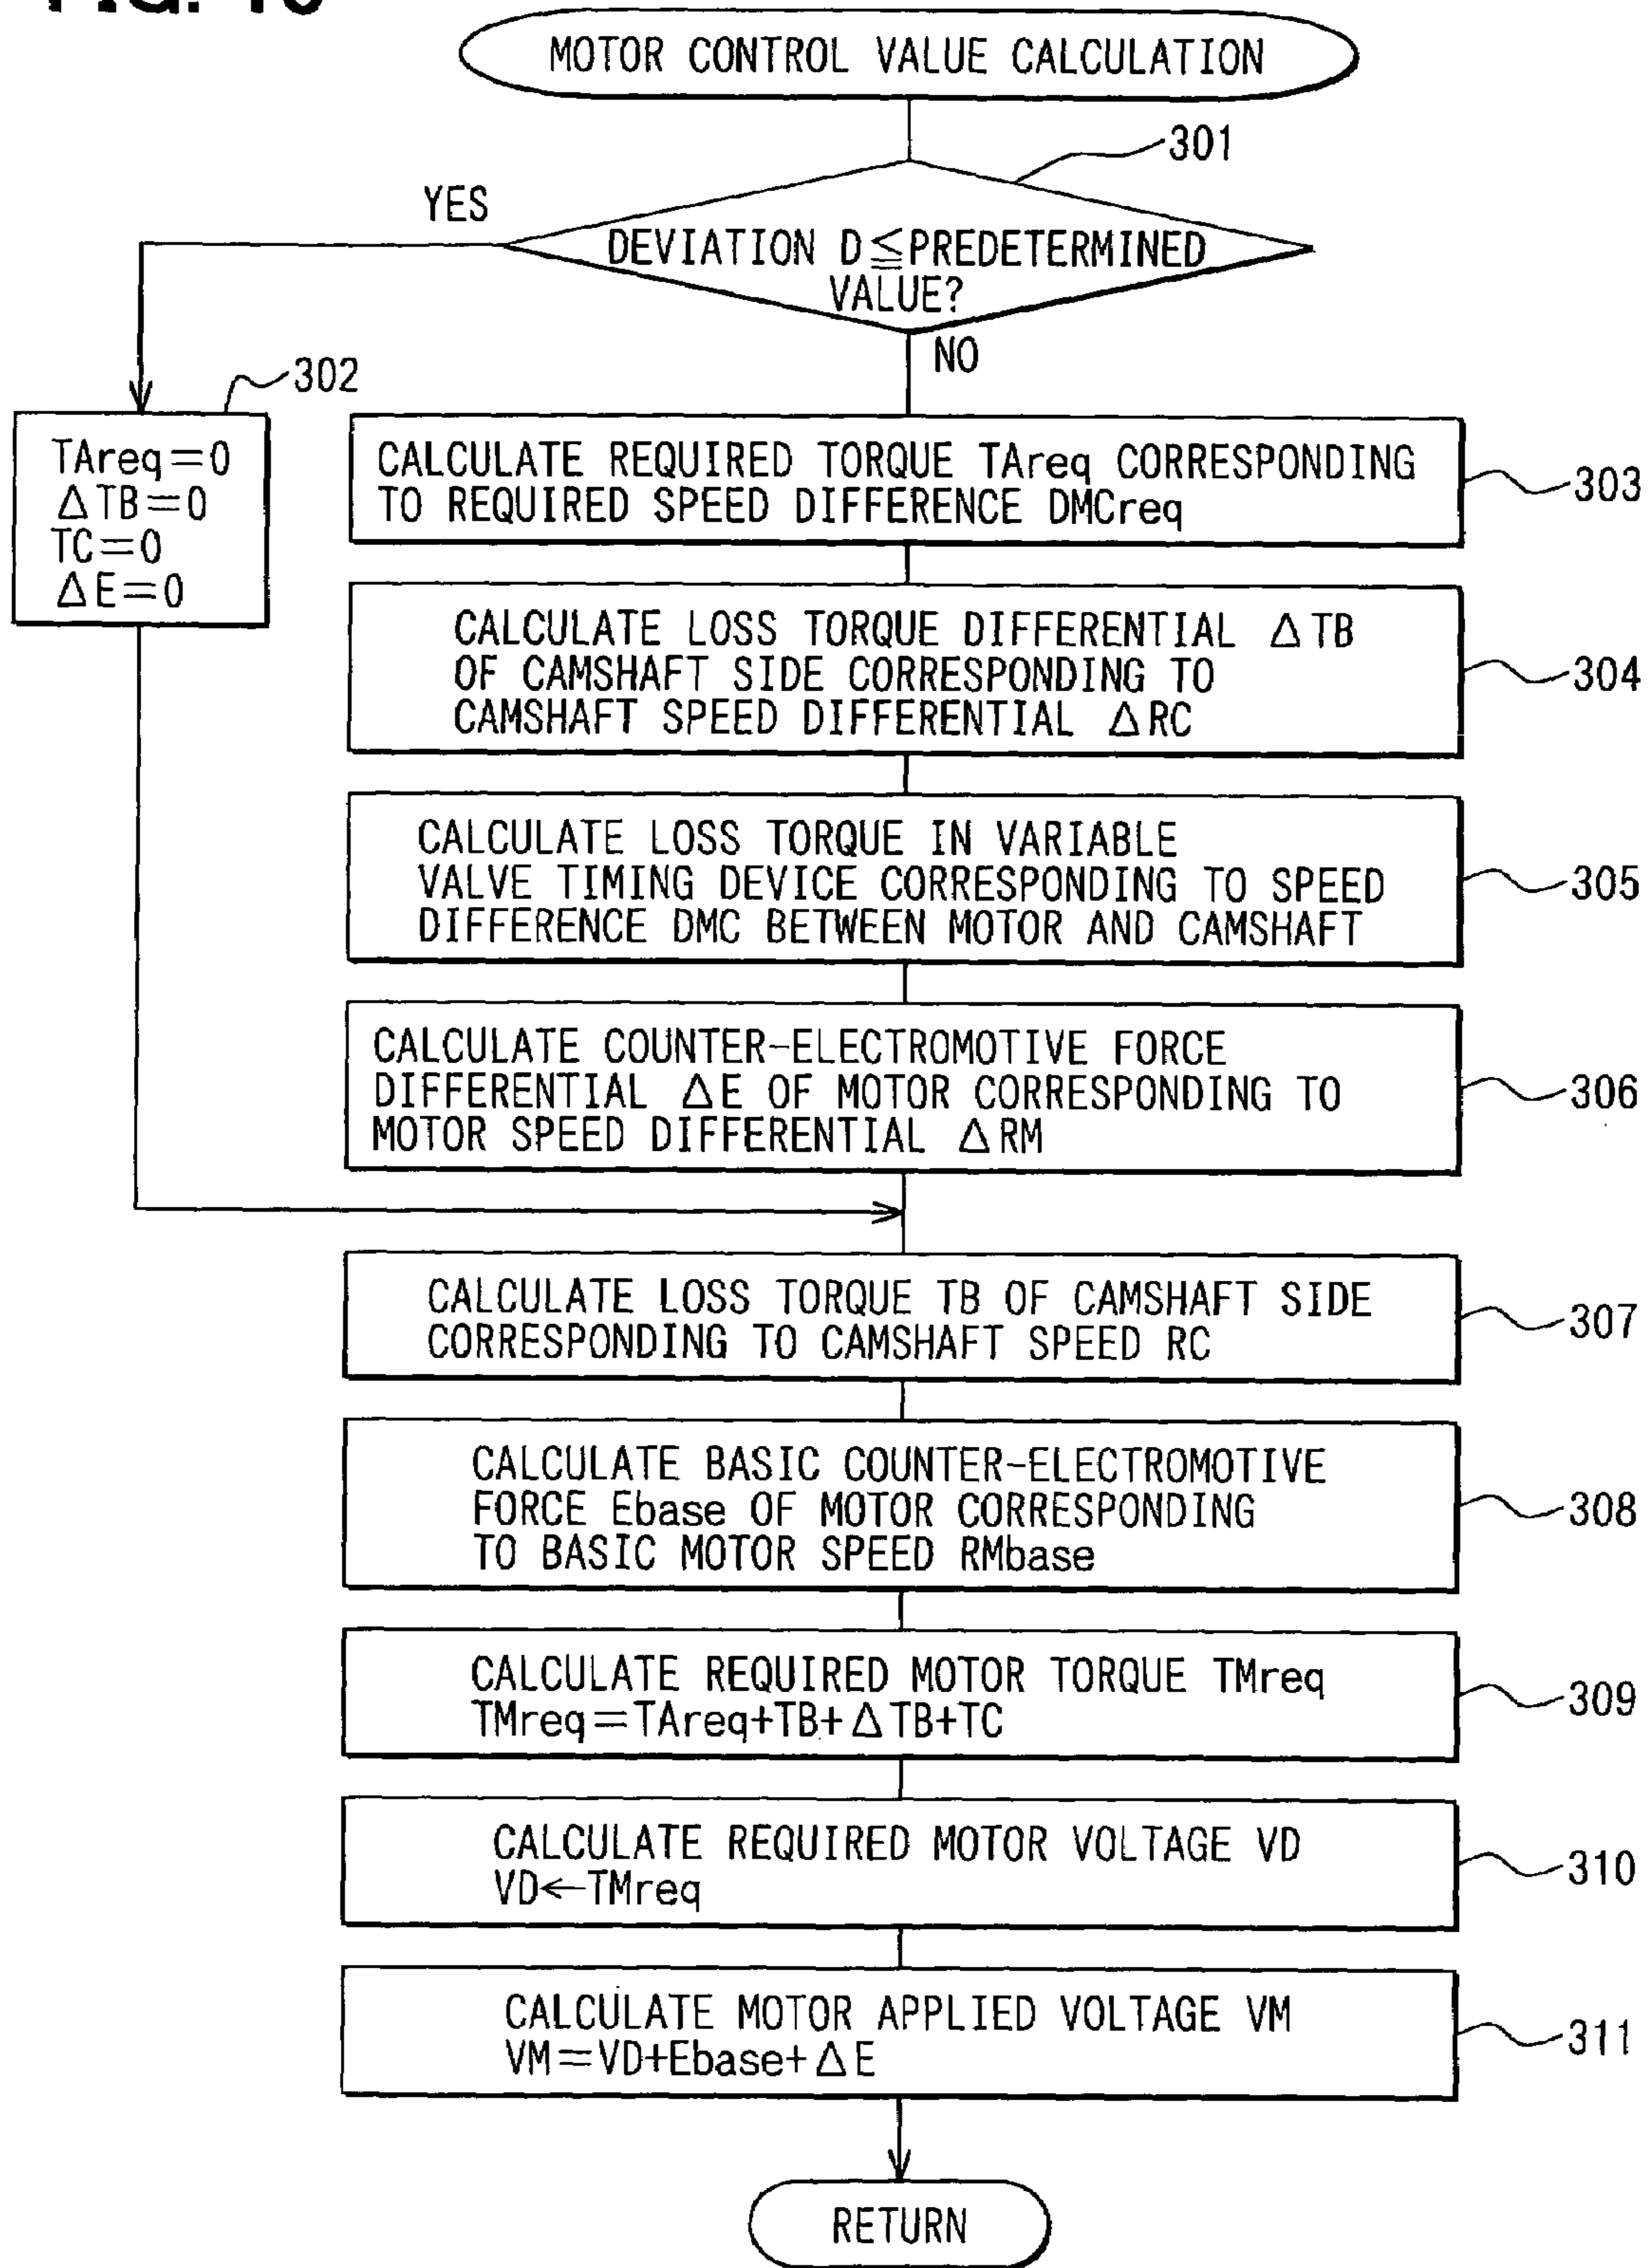 MOTOR CONTROL VALUE CALCULATION
301
YES
DEVIATION D≦PREDETERMINED
VALUE?
NO
302
TAreq=0
ΔTB=0
TC=0
ΔE=0
CALCULATE REQUIRED TORQUE TAreq CORRESPONDING
TO REQUIRED SPEED DIFFERENCE DMCreq
303
CALCULATE LOSS TORQUE DIFFERENTIAL ΔTB
OF CAMSHAFT SIDE CORRESPONDING TO
CAMSHAFT SPEED DIFFERENTIAL ΔRC
304
CALCULATE LOSS TORQUE IN VARIABLE
VALVE TIMING DEVICE CORRESPONDING TO SPEED
DIFFERENCE DMC BETWEEN MOTOR AND CAMSHAFT
305
CALCULATE COUNTER-ELECTROMOTIVE FORCE
DIFFERENTIAL ΔE OF MOTOR CORRESPONDING TO
MOTOR SPEED DIFFERENTIAL ΔRM
306
CALCULATE LOSS TORQUE TB OF CAMSHAFT SIDE
CORRESPONDING TO CAMSHAFT SPEED RC
307
CALCULATE BASIC COUNTER-ELECTROMOTIVE
FORCE Ebase OF MOTOR CORRESPONDING
TO BASIC MOTOR SPEED RMbase
308
CALCULATE REQUIRED MOTOR TORQUE TMreq
TMreq=TAreq+TB+ΔTB+TC
309
CALCULATE REQUIRED MOTOR VOLTAGE VD
VD←TMreq
310
CALCULATE MOTOR APPLIED VOLTAGE VM
VM=VD+Ebase+ΔE
311
RETURN